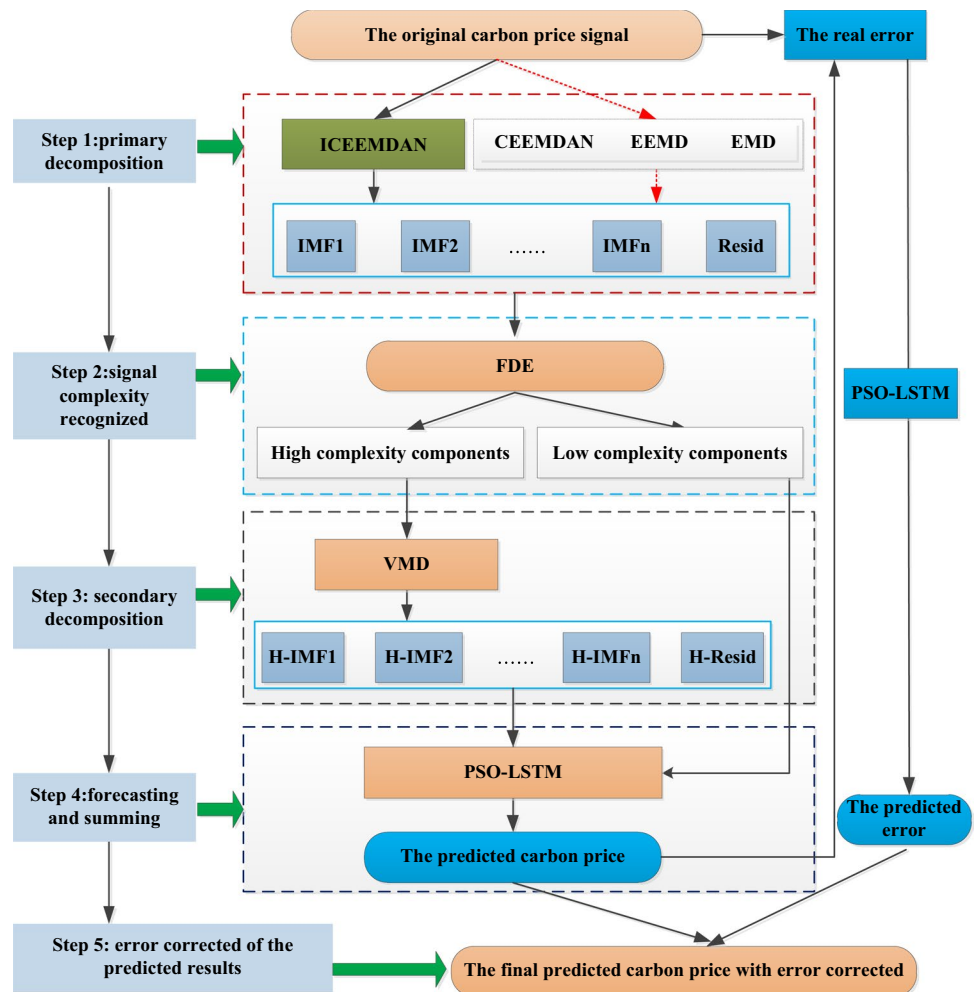 The original carbon price signal
The real error
Step 1:primary
decomposition
ICEEMDAN
CEEMDAN EEMD EMD
IMF1 IMF2 ...... IMFn Resid
Step 2:signal
complexity
recognized
FDE
PSO-LSTM
High complexity components
Low complexity components
Step 3: secondary
decomposition
VMD
H-IMF1 H-IMF2 ...... H-IMFn H-Resid
Step 4:forecasting
and summing
PSO-LSTM
The predicted carbon price
The predicted
error
Step 5: error corrected of the
predicted results
The final predicted carbon price with error corrected